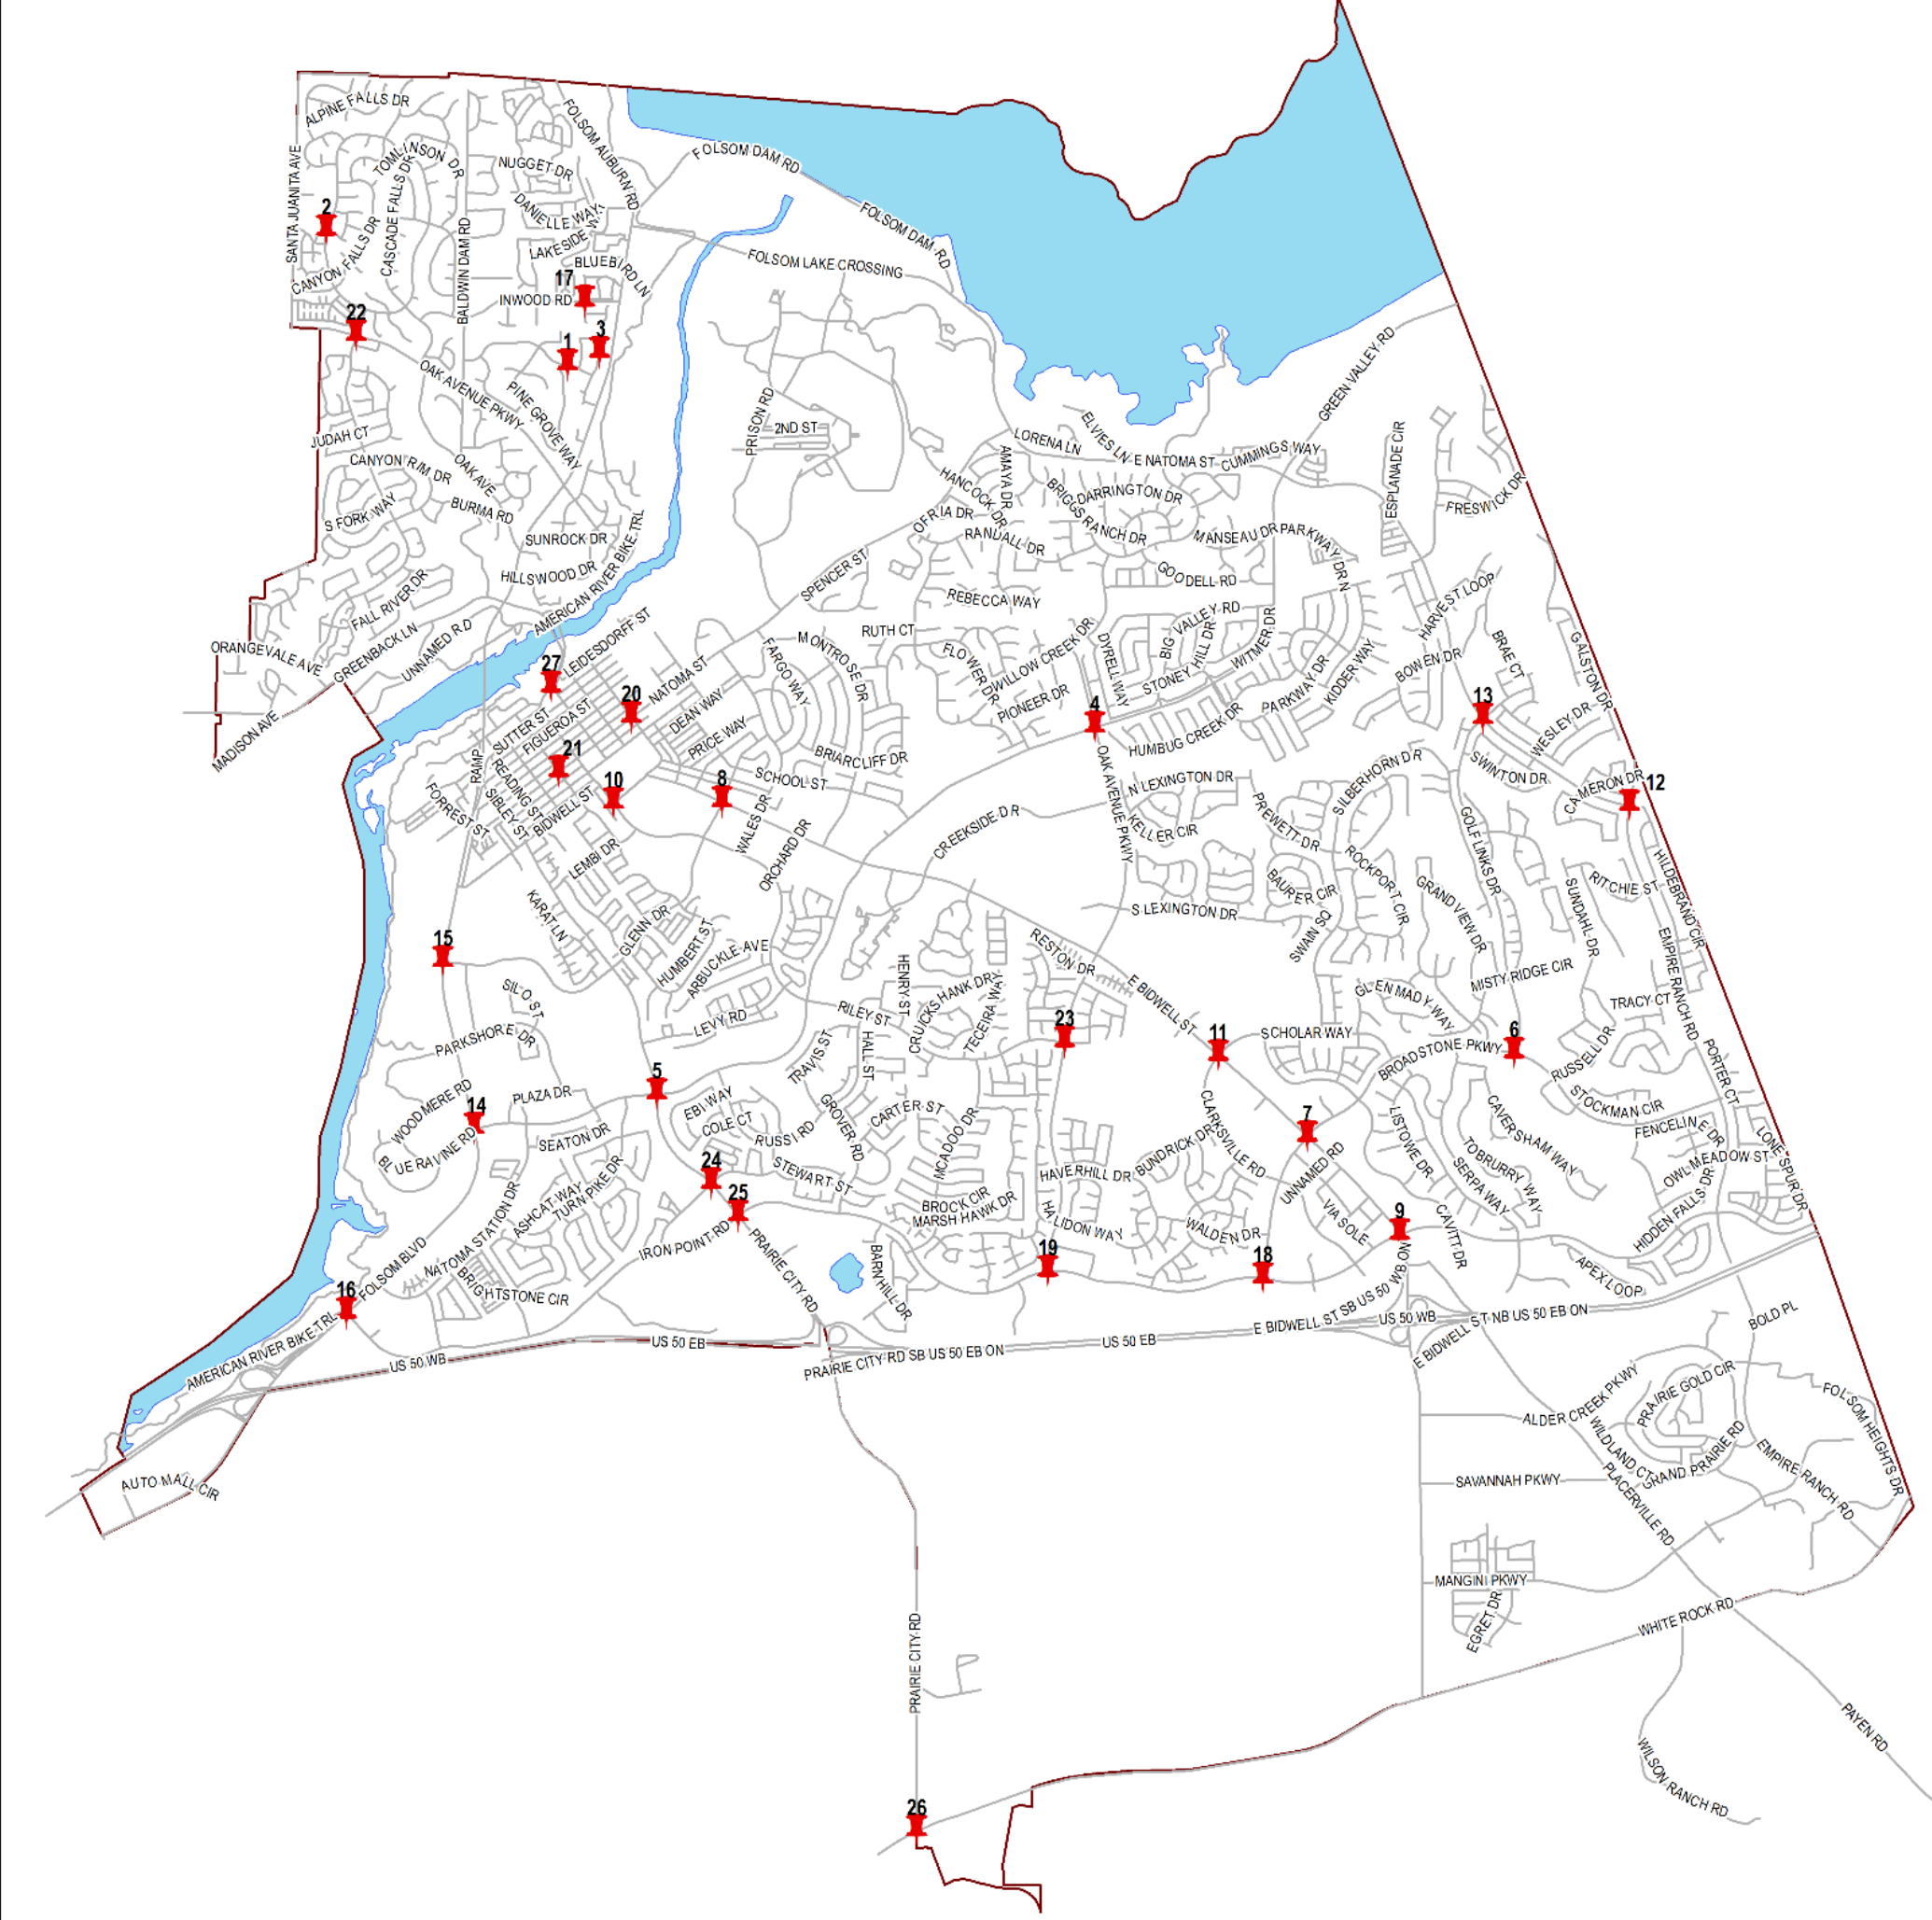 ALPINE FALLS DR
SANTA JUANITA AVE
TOMLINSON DR
CASCADE FALLS DR
NUGGET DR
FOLSOM AUBURN RD
FOLSOM DAM RD
2
DANIELLE WAY
LAKESIDE WY
CANYON FALLS DR
BALDWIN DAM RD
BLUEBIRD LN
FOLSOM DAM RD
FOLSOM LAKE CROSSING
17
INWOOD RD
22
1
3
OAK AVENUE PKWY
PINE GROVE WAY
PRISON RD
2ND ST
GREEN VALLEY RD
JUDAH CT
CANYON RIM DR
OAK AVE
BURMA RD
S FORK WAY
SUNROCK DR
HILLSWOOD DR
AMERICAN RIVER BIKE TRL
LORENA LN
ELVIES LN
E NATOMA ST
CUMMINGS WAY
ESPLANADE CIR
AMAYA DR
HANCOCK DR
BRIGGS RANCH DR
DARRINGTON DR
FRESWICK DR
OFRIA DR
RANDALL DR
MANSEAU DR
PARKWAY DR N
SPENCER ST
GOODELL RD
REBECCA WAY
HARVEST LOOP
FALL RIVER DR
GREENBACK LN
UNNAMED RD
ORANGEVALE AVE
MADISON AVE
LEIDESDORFF ST
27
20
NATOMA ST
DEAN WAY
PRICE WAY
FARGO WAY
MONTROSE DR
RUTH CT
FLOWER DR
WILLOW CREEK DR
PIONEER DR
DYRELL WAY
BIG VALLEY RD
STONEY HILL DR
WITMER DR
PARKWAY DR
KIDDER WAY
BOWEN DR
BRAE CT
GALSTON DR
4
13
HUMBUG CREEK DR
WESLEY DR
SUTTER ST
FIGUEROA ST
21
RAMP
READING ST
SIBLEY ST
BIDWELL ST
FORREST ST
10
8
SCHOOL ST
BRIARCLIFF DR
OAK AVENUE PKWY
N LEXINGTON DR
SILBERHORN DR
SWINTON DR
CAMERON DR
12
LEMBI DR
WALES DR
ORCHARD DR
CREEKSIDE DR
KELLER CIR
PREWETT DR
ROCKPORT CIR
GOLF LINKS DR
KARAT LN
GLENN DR
HUMBERT ST
ARBUCKLE AVE
S LEXINGTON DR
BAURER CIR
SWAIN SQ
GRAND VIEW DR
SUNDAHL DR
RITCHIE ST
HILDEBRAND CIR
EMPIRE RANCH RD
15
SILO ST
LEVY RD
HENRY ST
RESTON DR
E BIDWELL ST
CRUICKSHANK DR
TECEIRA WAY
RILEY ST
HALL ST
TRAVIS ST
GLENMADY WAY
MISTY RIDGE CIR
TRACY CT
PARKSHORE DR
23
11
SCHOLAR WAY
6
BROADSTONE PKWY
RUSSELL DR
PORTER CT
5
WOODMERE RD
14
PLAZA DR
BLUE RAVINE RD
SEATON DR
EBI WAY
COLE CT
RUSSI RD
GROVER RD
CARTER ST
MCADOO DR
CLARKSVILLE RD
7
LISTOWE DR
CAVERSHAM WAY
STOCKMAN CIR
FENCELINE DR
LONE SPUR DR
24
STEWART ST
25
HAVERHILL DR
BUNDRICK DR
UNNAMED RD
TOBRURRY WAY
SERPA WAY
OWL MEADOW ST
HIDDEN FALLS DR
ASHCAT WAY
TURN PIKE DR
NATOMA STATION DR
BRIGHTSTONE CIR
FOLSOM BLVD
IRON POINT RD
PRAIRIE CITY RD
BROCK CIR
MARSH HAWK DR
BARNHILL DR
HALIDON WAY
19
WALDEN DR
18
VIA SOLE
9
CAVITT DR
APEX LOOP
16
AMERICAN RIVER BIKE TRL
US 50 WB
US 50 EB
PRAIRIE CITY RD SB US 50 EB ON
US 50 EB
E BIDWELL ST SB US 50 WB ON
US 50 WB
E BIDWELL ST NB US 50 EB ON
BOLD PL
ALDER CREEK PKWY
PRAIRIE GOLD CIR
FOLSOM HEIGHTS DR
WILDLAND CT
GRAND PRAIRIE RD
EMPIRE RANCH RD
AUTO MALL CIR
SAVANNAH PKWY
PLACERVILLE RD
MANGINI PKWY
EGRET DR
WHITE ROCK RD
PRAIRIE CITY RD
PAYEN RD
WILSON RANCH RD
26